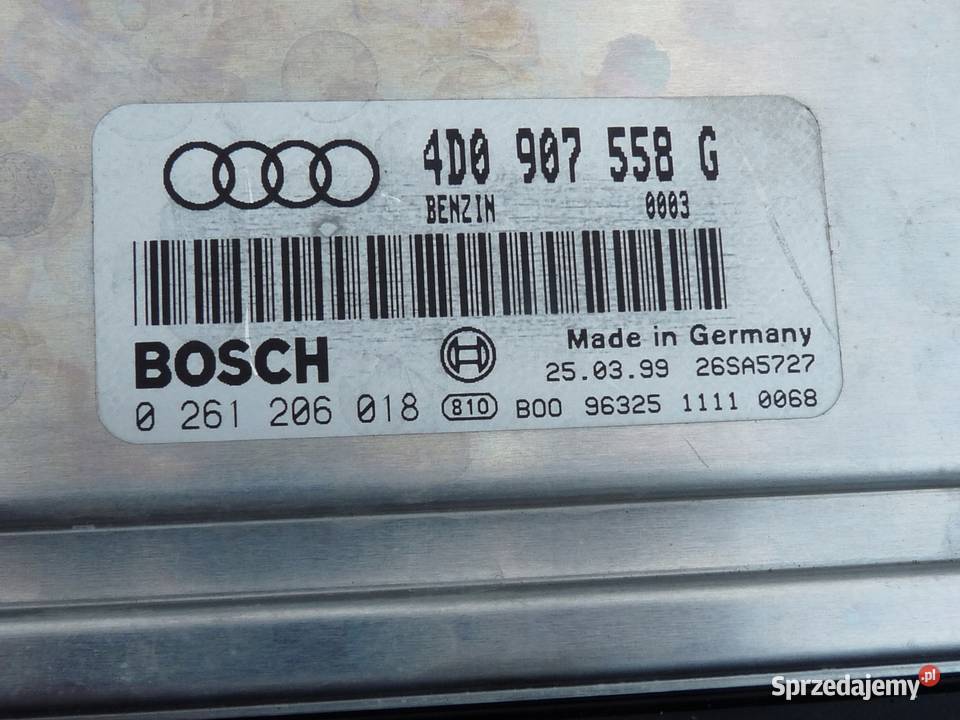 4D0 907 558 G
BENZIN 0003
Made in Germany
BOSCH
25.03.99 26SA5727
0 261 206 018 810 B00 96325 1111 0068
Sprzedajemy.pl